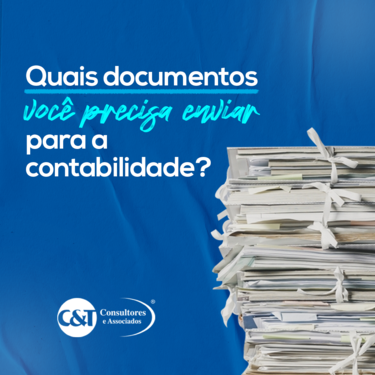 Quais documentos
você precisa enviar
para a
contabilidade?
C&T Consultores
e Associados
®